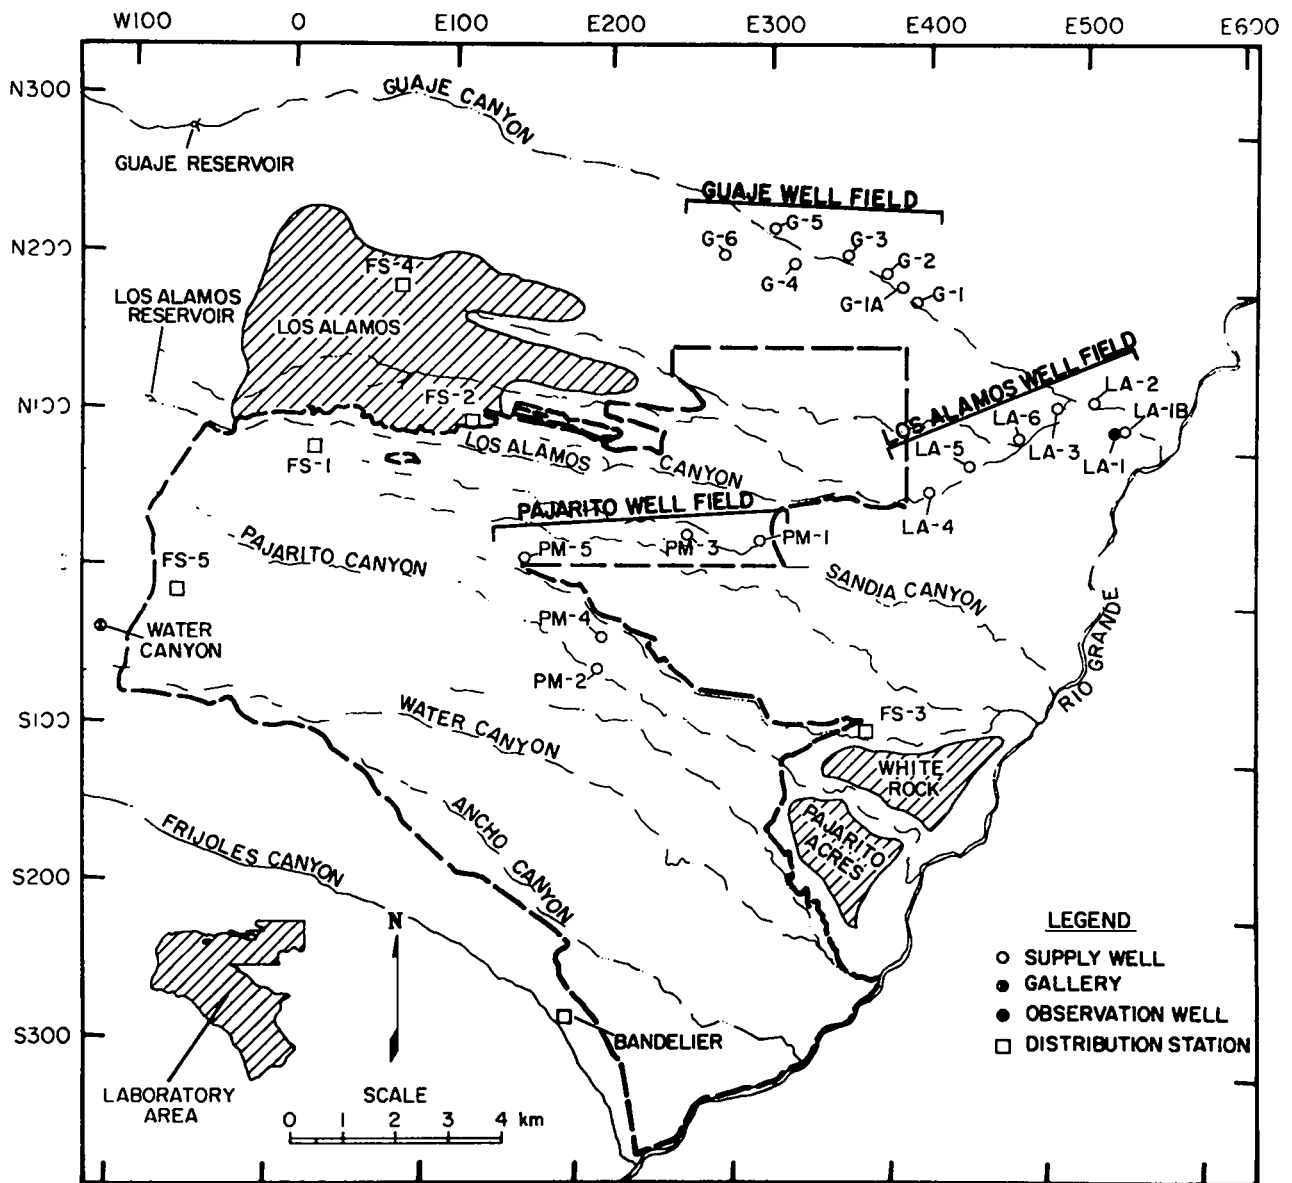 W100 0 E100 E200 E300 E400 E500 E600
N300
GUAJE CANYON
GUAJE RESERVOIR
GUAJE WELL FIELD
G-5
G-6
G-3
G-4
G-2
G-1A
G-1
N200
FS-4
LOS ALAMOS
RESERVOIR
LOS ALAMOS
LOS ALAMOS WELL FIELD
LA-2
LA-1B
LA-6
LA-5
LA-3
LA-1
LA-4
N100
FS-2
FS-1
LOS ALAMOS CANYON
PAJARITO WELL FIELD
PM-5
PM-3
PM-1
PAJARITO CANYON
SANDIA CANYON
FS-5
WATER
CANYON
PM-4
PM-2
RIO GRANDE
S100
WATER CANYON
FS-3
WHITE
ROCK
PAJARITO
ACRES
ANCHO CANYON
FRIJOLES CANYON
S200
N
LEGEND
SUPPLY WELL
GALLERY
OBSERVATION WELL
DISTRIBUTION STATION
S300
BANDELIER
LABORATORY
AREA
SCALE
0 1 2 3 4 km